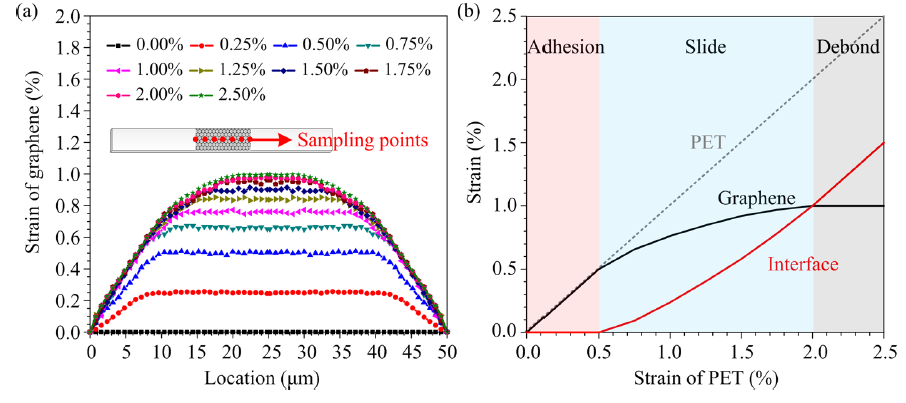 (a)
2.0
1.8
1.6
1.4
1.2
1.0
0.8
0.6
0.4
0.2
0.0
Strain of graphene (%)
0.00% 0.25% 0.50% 0.75%
1.00% 1.25% 1.50% 1.75%
2.00% 2.50%
Sampling points
0 5 10 15 20 25 30 35 40 45 50
Location (μm)
(b)
2.5
2.0
1.5
1.0
0.5
0.0
Strain (%)
Adhesion Slide Debond
PET
Graphene
Interface
0.0 0.5 1.0 1.5 2.0 2.5
Strain of PET (%)